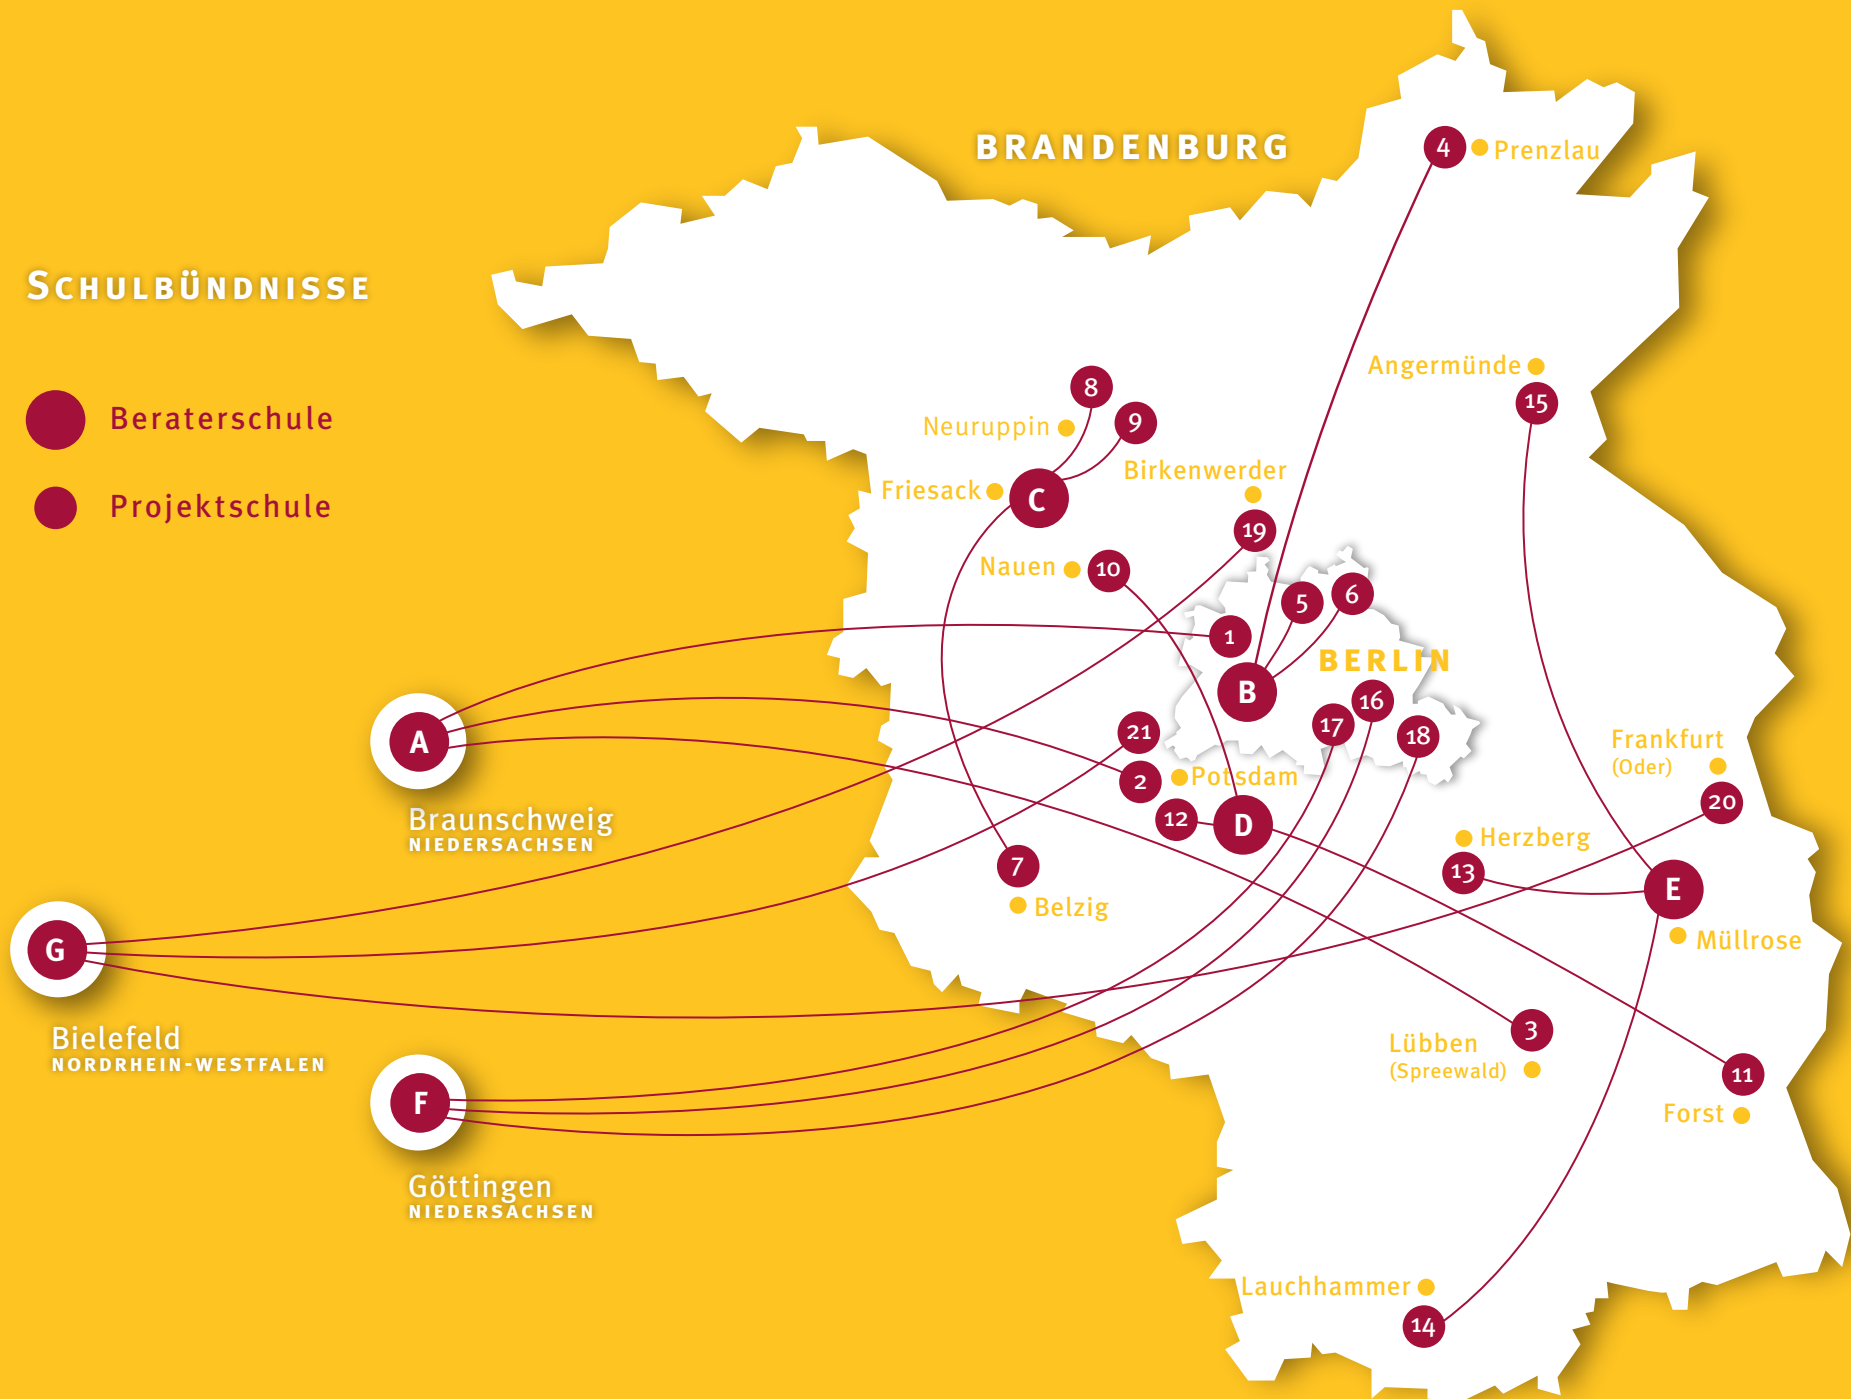 BRANDENBURG
4
Prenzlau
SCHULBÜNDNISSE
Beraterschule
Projektschule
Angermünde
15
8
Neuruppin
9
Birkenwerder
Friesack
C
19
Nauen
10
5
6
1
BERLIN
B
16
17
18
A
21
Frankfurt
(Oder)
Potsdam
2
20
Braunschweig
NIEDERSACHSEN
12
D
Herzberg
13
7
E
Belzig
Müllrose
G
Bielefeld
NORDRHEIN-WESTFALEN
3
Lübben
(Spreewald)
11
Forst
F
Göttingen
NIEDERSACHSEN
Lauchhammer
14